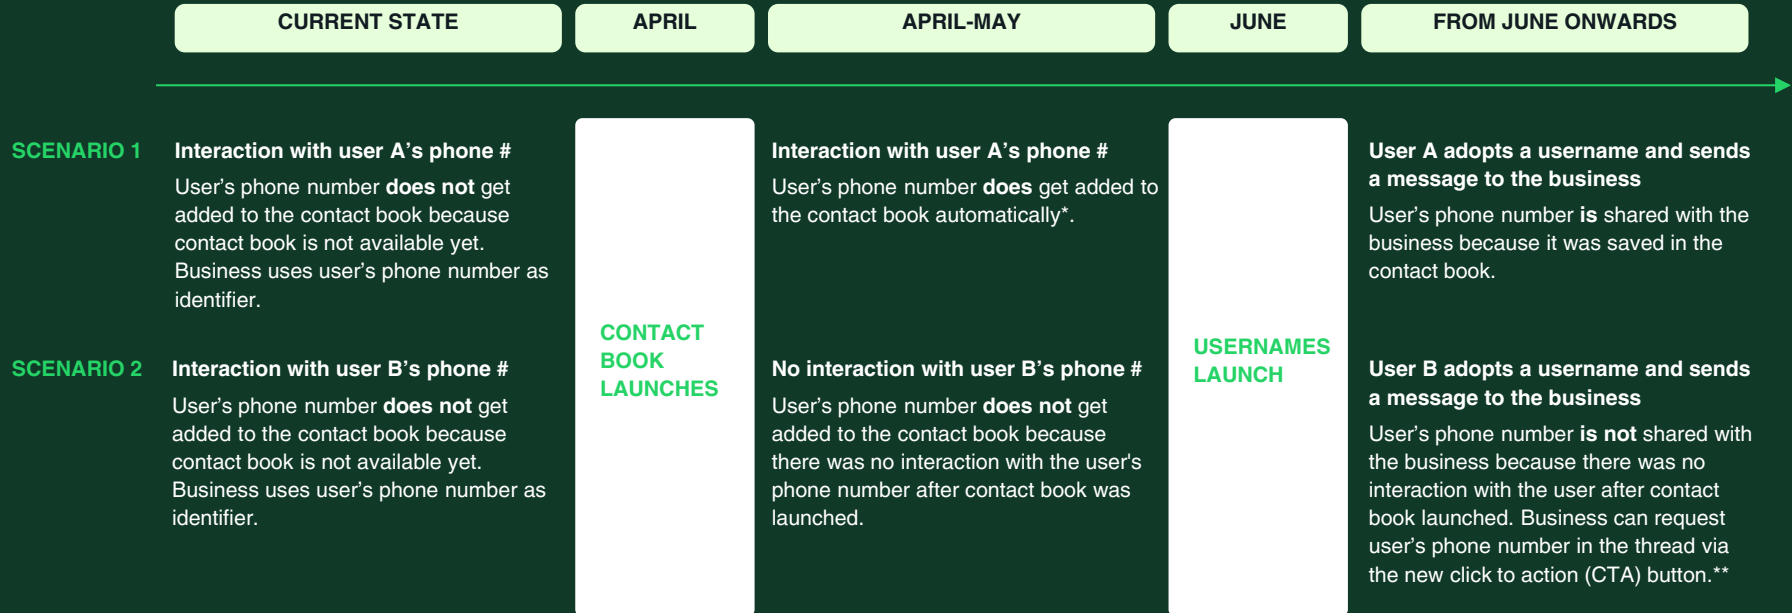 CURRENT STATE
APRIL
APRIL-MAY
JUNE
FROM JUNE ONWARDS
SCENARIO 1
Interaction with user A’s phone #
User’s phone number does not get
added to the contact book because
contact book is not available yet.
Business uses user’s phone number as
identifier.
Interaction with user A’s phone #
User’s phone number does get added to
the contact book automatically*.
User A adopts a username and sends
a message to the business
User’s phone number is shared with the
business because it was saved in the
contact book.
CONTACT
BOOK
LAUNCHES
USERNAMES
LAUNCH
SCENARIO 2
Interaction with user B’s phone #
User’s phone number does not get
added to the contact book because
contact book is not available yet.
Business uses user’s phone number as
identifier.
No interaction with user B’s phone #
User’s phone number does not get
added to the contact book because
there was no interaction with the user's
phone number after contact book was
launched.
User B adopts a username and sends
a message to the business
User’s phone number is not shared with
the business because there was no
interaction with the user after contact
book launched. Business can request
user’s phone number in the thread via
the new click to action (CTA) button.**